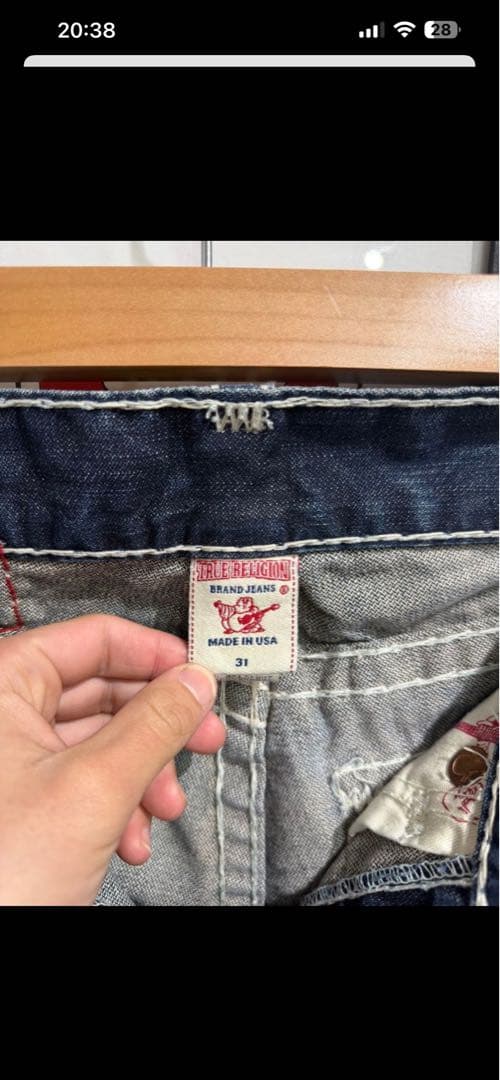 20:38
28
TRUE RELIGION
BRAND JEANS ®
MADE IN USA
31